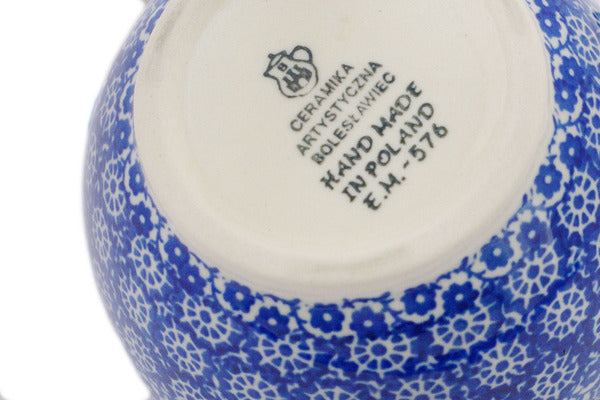 B
CERAMIKA
ARTYSTYCZNA
BOLESŁAWIEC
HAND MADE
IN POLAND
E.M.-576